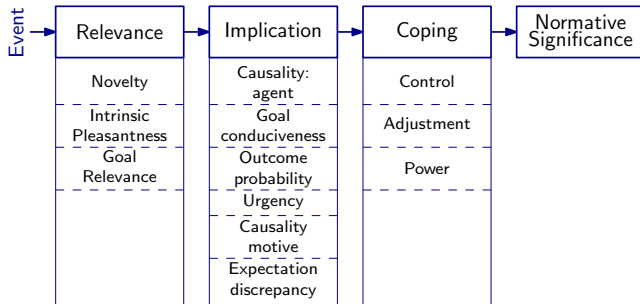 Event
Relevance
Implication
Coping
Normative
Significance
Novelty
Intrinsic
Pleasantness
Goal
Relevance
Causality:
agent
Goal
conduciveness
Outcome
probability
Urgency
Causality
motive
Expectation
discrepancy
Control
Adjustment
Power